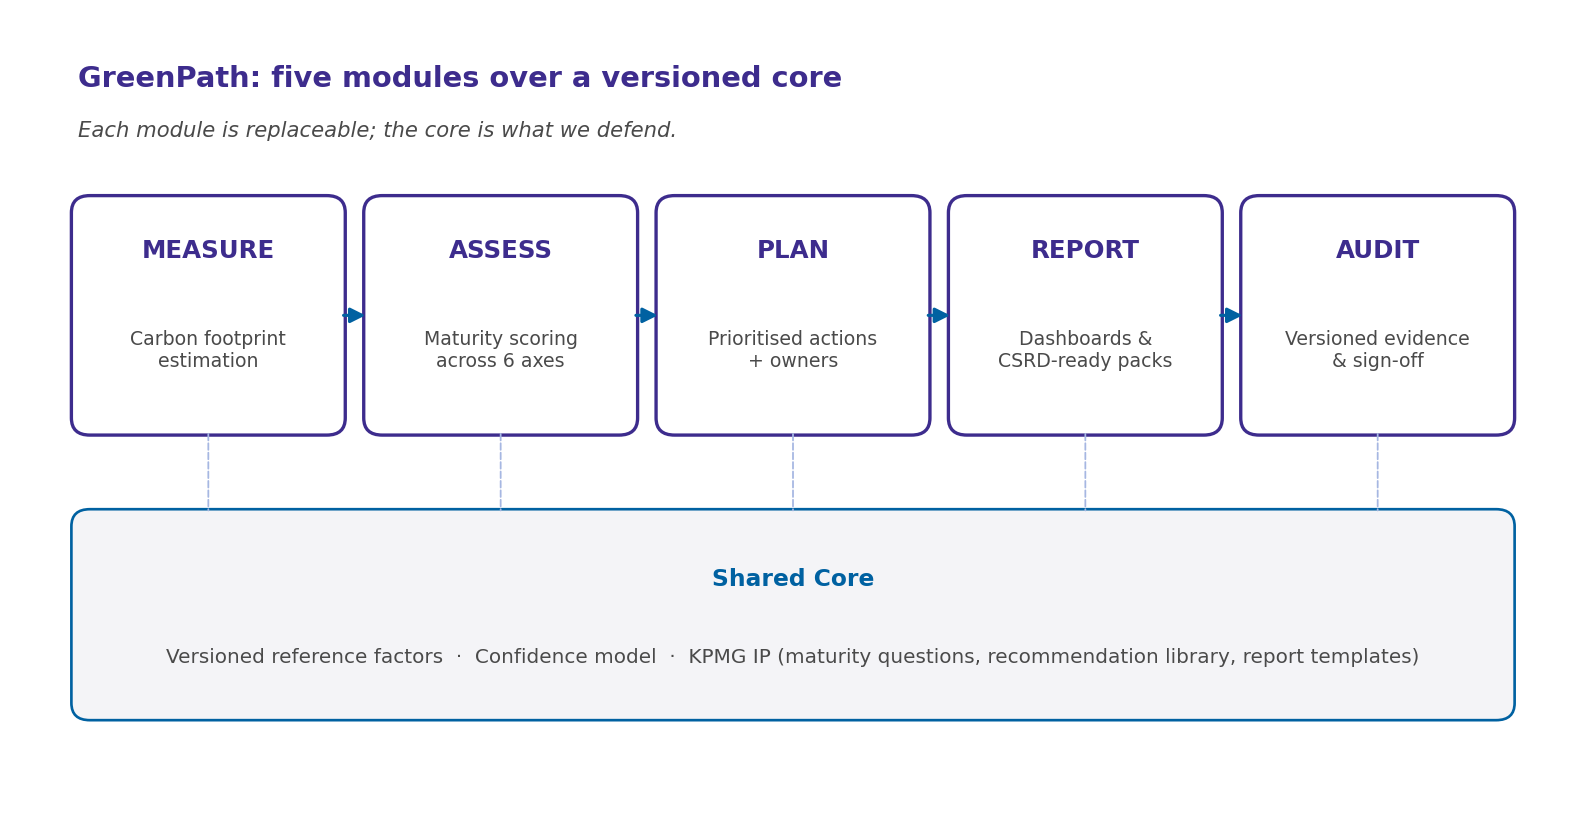 GreenPath: five modules over a versioned core
Each module is replaceable; the core is what we defend.
MEASURE
Carbon footprint
estimation
ASSESS
Maturity scoring
across 6 axes
PLAN
Prioritised actions
+ owners
REPORT
Dashboards &
CSRD-ready packs
AUDIT
Versioned evidence
& sign-off
Shared Core
Versioned reference factors · Confidence model · KPMG IP (maturity questions, recommendation library, report templates)